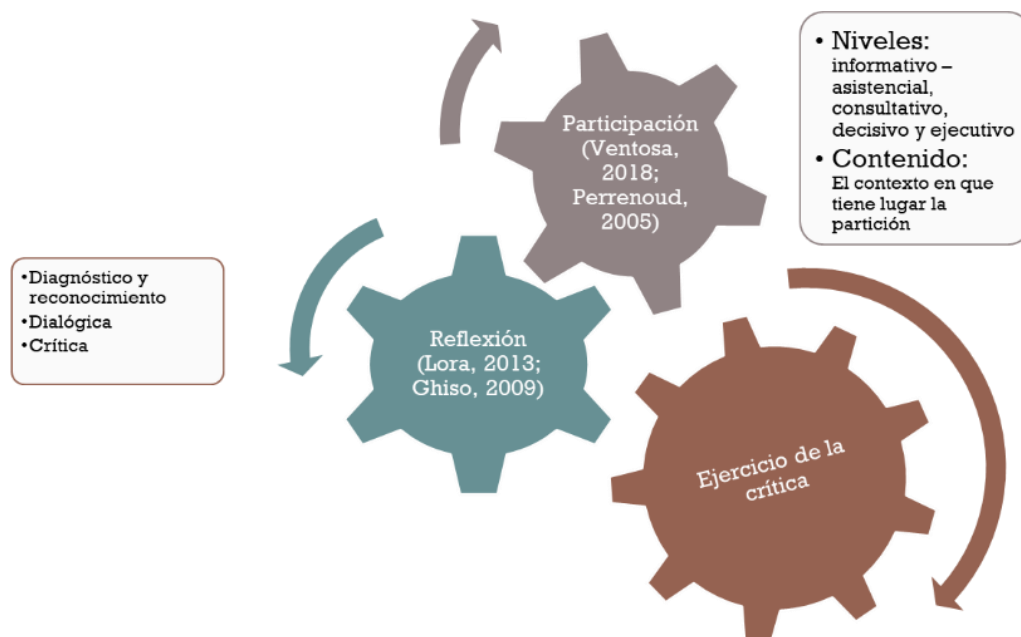 Participación
(Ventosa,
2018;
Perrenoud,
2005)
• Niveles:
informativo –
asistencial,
consultativo,
decisivo y ejecutivo
• Contenido:
El contexto en que
tiene lugar la
partición
•Diagnóstico y
reconocimiento
•Dialógica
•Crítica
Reflexión
(Lora, 2013;
Ghiso, 2009)
Ejercicio de la
crítica